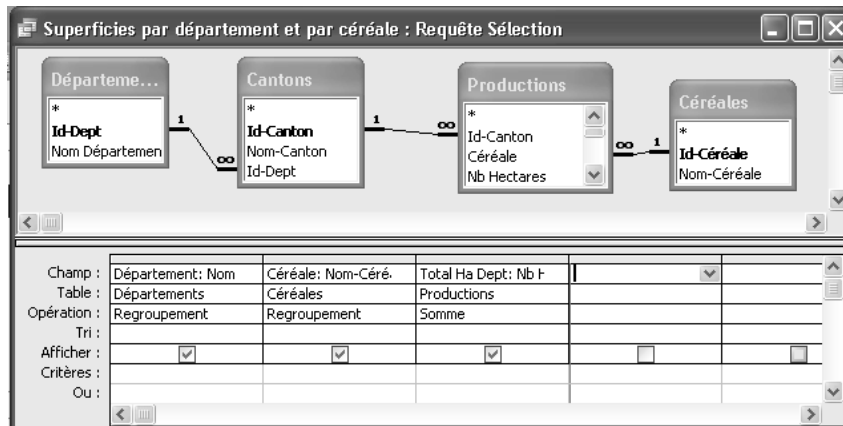 Superficies par département et par céréale : Requête Sélection
Départeme...
*
Id-Dept
Nom Départemen
1
∞
Cantons
*
Id-Canton
Nom-Canton
Id-Dept
1
∞
Productions
*
Id-Canton
Céréale
Nb Hectares
∞
1
Céréales
*
Id-Céréale
Nom-Céréale
Champ : Département: Nom Céréale: Nom-Céré. Total Ha Dept: Nb H
Table : Départements Céréales Productions
Opération : Regroupement Regroupement Somme
Tri :
Afficher :
Critères :
Ou :